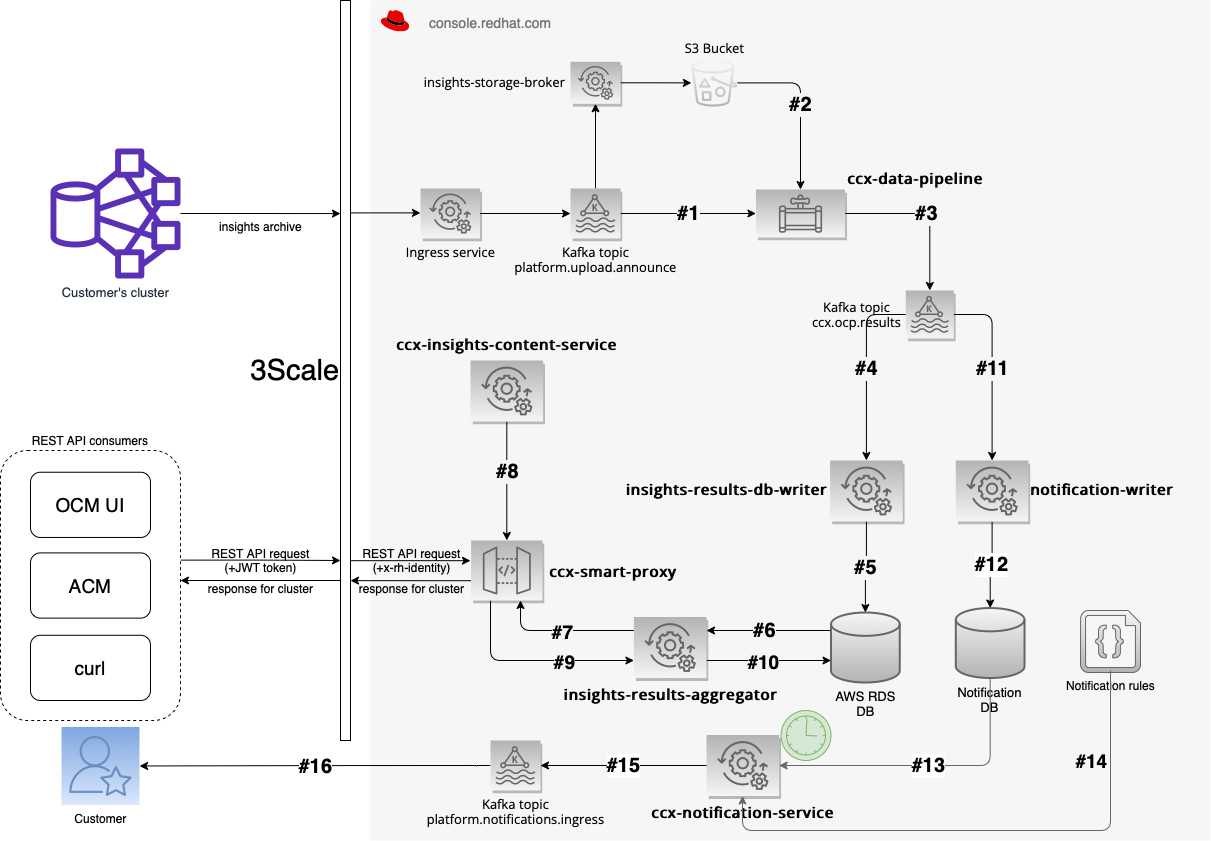 console.redhat.com
S3 Bucket
insights-storage-broker
#2
ccx-data-pipeline
#1
#3
insights archive
Ingress service
Kafka topic
platform.upload.announce
Customer's cluster
Kafka topic
ccx.ocp.results
ccx-insights-content-service
3Scale
#4
#11
REST API consumers
#8
OCM UI
insights-results-db-writer
notification-writer
REST API request
(+JWT token)
response for cluster
REST API request
(+x-rh-identity)
response for cluster
ccx-smart-proxy
#5
#12
ACM
#7
#6
#9
#10
curl
insights-results-aggregator
AWS RDS
DB
Notification
DB
Notification rules
</>
{}
K
K
K
#16
#15
#13
#14
Kafka topic
platform.notifications.ingress
ccx-notification-service
Customer